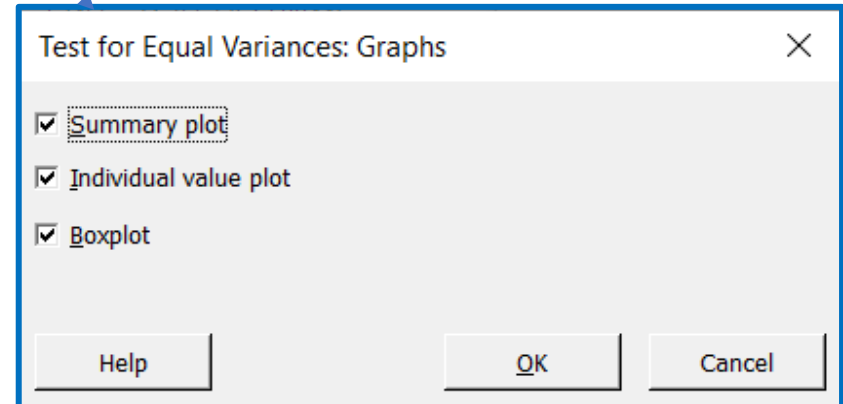 Test for Equal Variances: Graphs
Summary plot
Individual value plot
Boxplot
Help OK Cancel